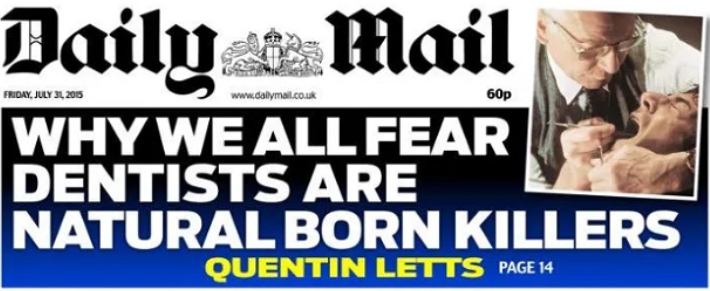 Daily Mail
FRIDAY, JULY 31, 2015 www.dailymail.co.uk 60p
WHY WE ALL FEAR
DENTISTS ARE
NATURAL BORN KILLERS
QUENTIN LETTS PAGE 14